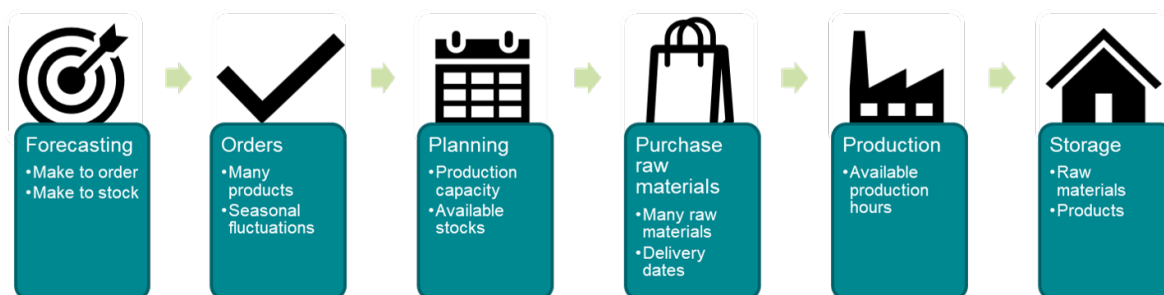 Forecasting
•Make to order
•Make to stock
Orders
•Many
products
•Seasonal
fluctuations
Planning
•Production
capacity
•Available
stocks
Purchase
raw
materials
•Many raw
materials
•Delivery
dates
Production
•Available
production
hours
Storage
•Raw
materials
•Products